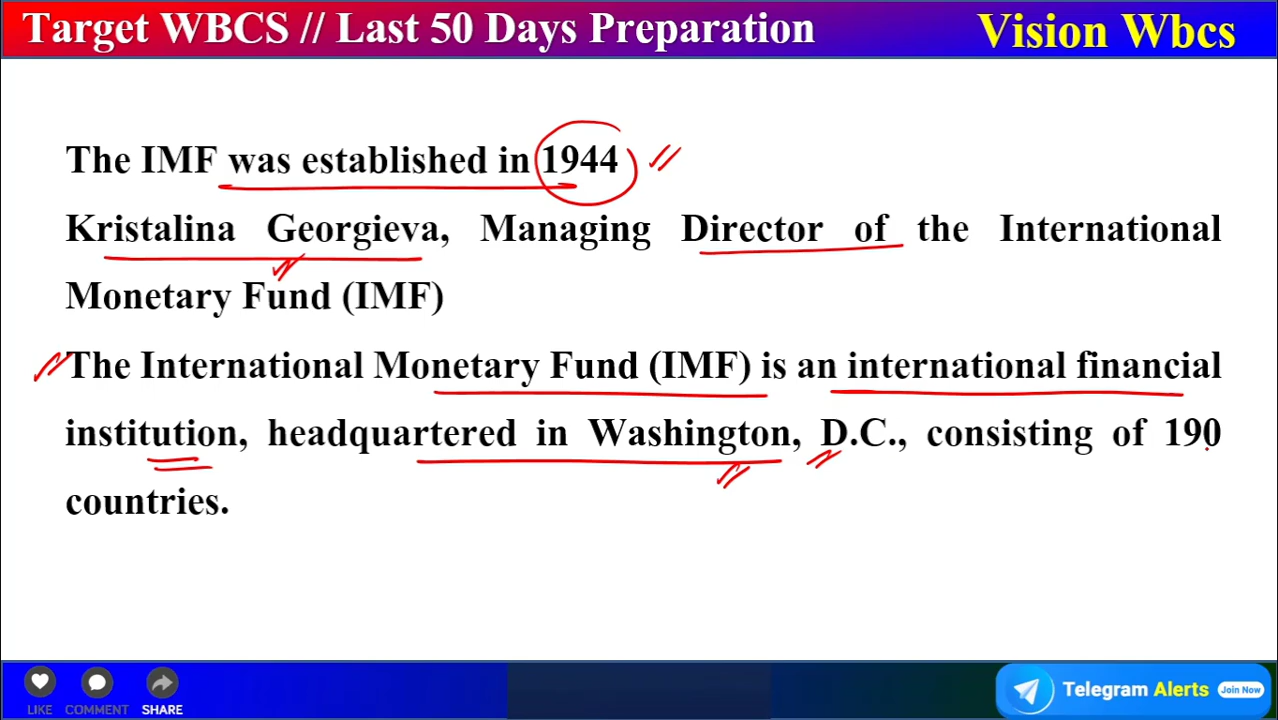 Target WBCS // Last 50 Days Preparation
Vision Wbcs
The IMF was established in 1944
Kristalina Georgieva, Managing Director of the International
Monetary Fund (IMF)
The International Monetary Fund (IMF) is an international financial
institution, headquartered in Washington, D.C., consisting of 190
countries.
LIKE COMMENT SHARE
Telegram Alerts Join Now